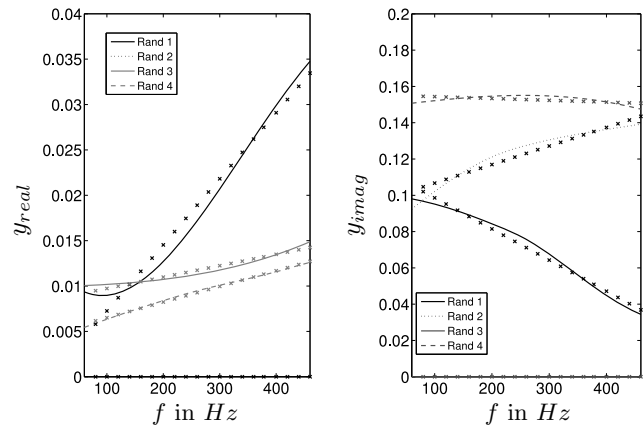 0.04
0.035
0.03
0.025
0.02
0.015
0.01
0.005
0
100
200
300
400
y_real
f in Hz
Rand 1
Rand 2
Rand 3
Rand 4
0.2
0.18
0.16
0.14
0.12
0.1
0.08
0.06
0.04
0.02
0
100
200
300
400
y_imag
f in Hz
Rand 1
Rand 2
Rand 3
Rand 4